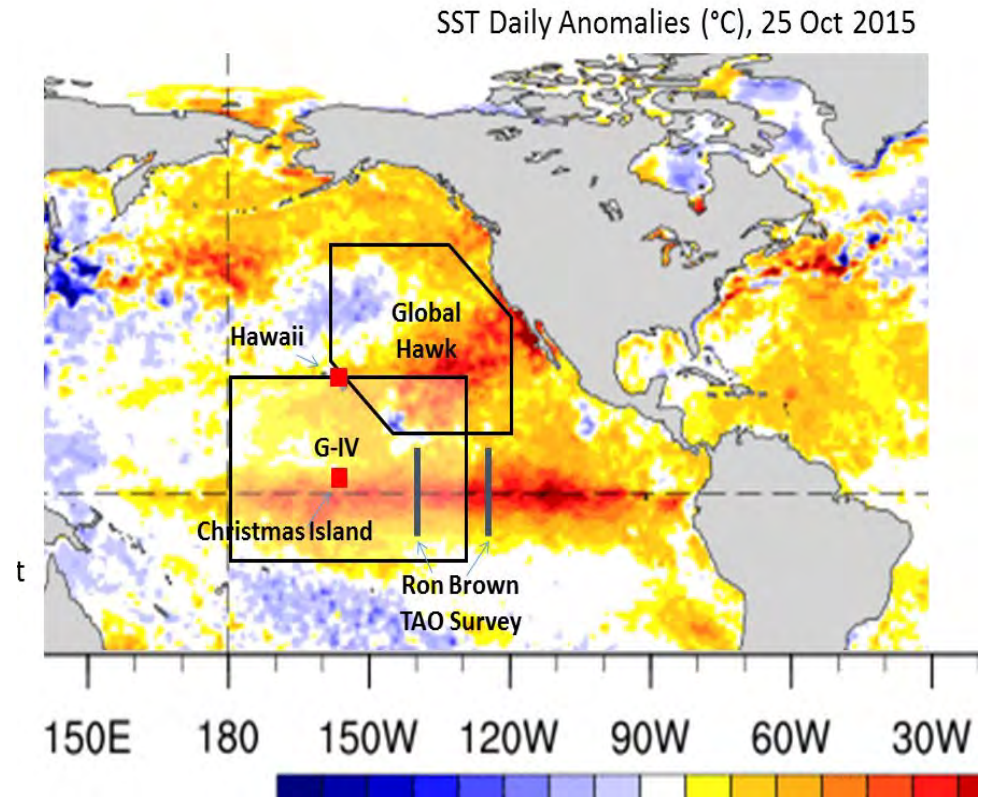 SST Daily Anomalies (°C), 25 Oct 2015
Global
Hawk
Hawaii
G-IV
Christmas Island
t
Ron Brown
TAO Survey
150E 180 150W 120W 90W 60W 30W